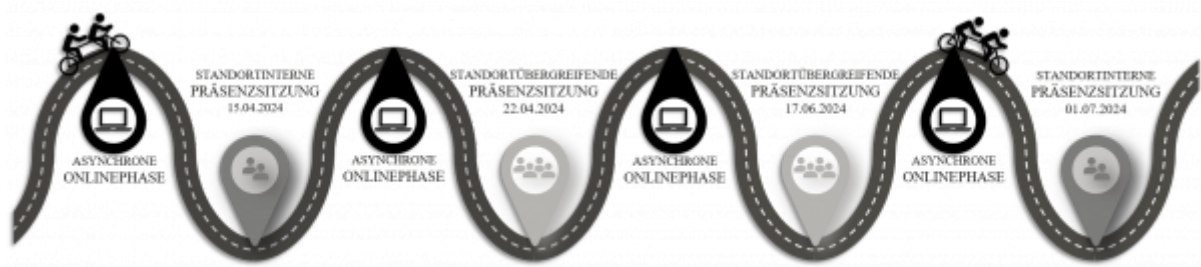 ASYNCHRONE
ONLINEPHASE
STANDORTINTERNE
PRÄSENZSITZUNG
15.04.2024
ASYNCHRONE
ONLINEPHASE
STANDORTÜBERGREIFENDE
PRÄSENZSITZUNG
22.04.2024
ASYNCHRONE
ONLINEPHASE
STANDORTÜBERGREIFENDE
PRÄSENZSITZUNG
17.06.2024
ASYNCHRONE
ONLINEPHASE
STANDORTINTERNE
PRÄSENZSITZUNG
01.07.2024